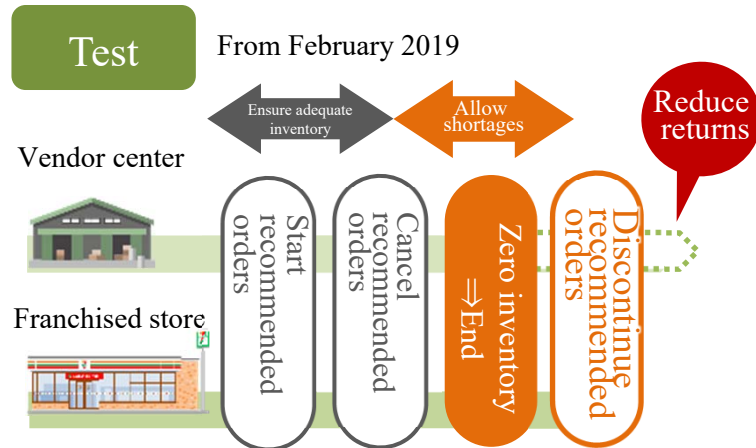 Test
From February 2019
Ensure adequate
inventory
Allow
shortages
Reduce
returns
Vendor center
Franchised store
Start
recommended
orders
Cancel
recommended
orders
Zero inventory
⇒End
Discontinue
recommended
orders